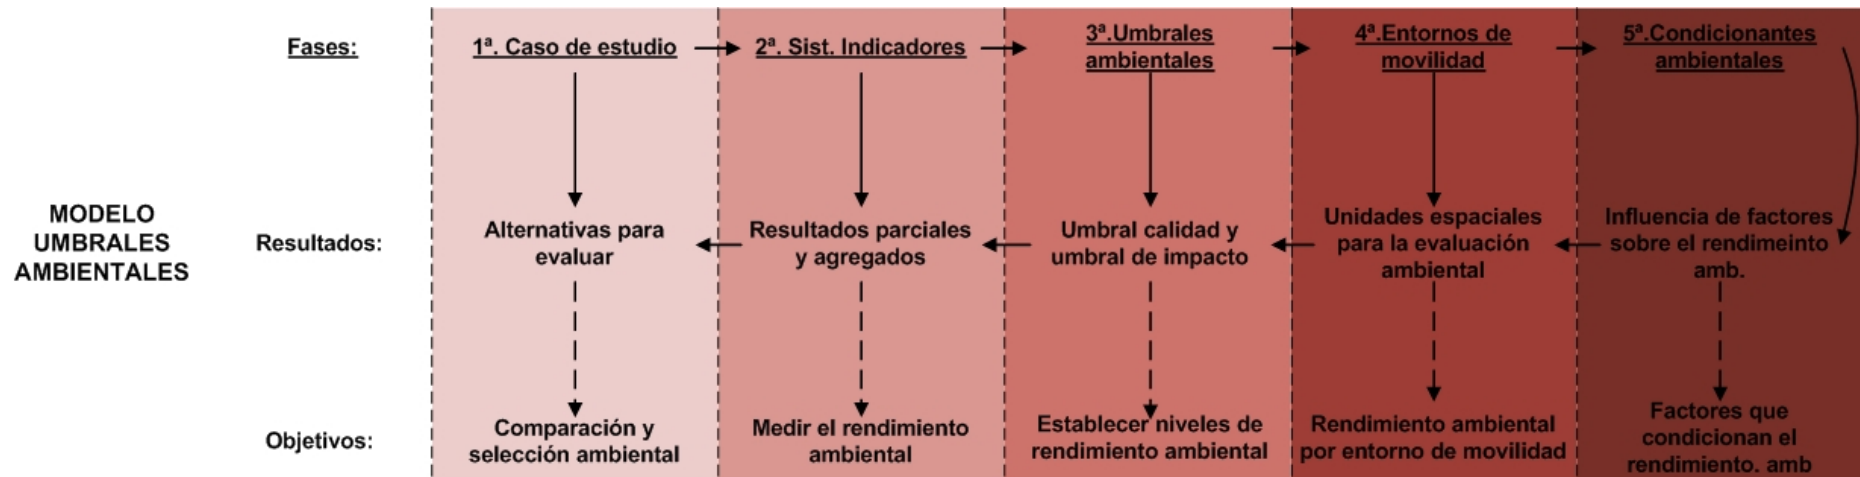 Fases:
1ª. Caso de estudio
2ª. Sist. Indicadores
3ª.Umbrales
ambientales
4ª.Entornos de
movilidad
5ª.Condicionantes
ambientales
MODELO
UMBRALES
AMBIENTALES
Resultados:
Alternativas para
evaluar
Resultados parciales
y agregados
Umbral calidad y
umbral de impacto
Unidades espaciales
para la evaluación
ambiental
Influencia de factores
sobre el rendimeinto
amb.
Objetivos:
Comparación y
selección ambiental
Medir el rendimiento
ambiental
Establecer niveles de
rendimiento ambiental
Rendimiento ambiental
por entorno de movilidad
Factores que
condicionan el
rendimiento. amb